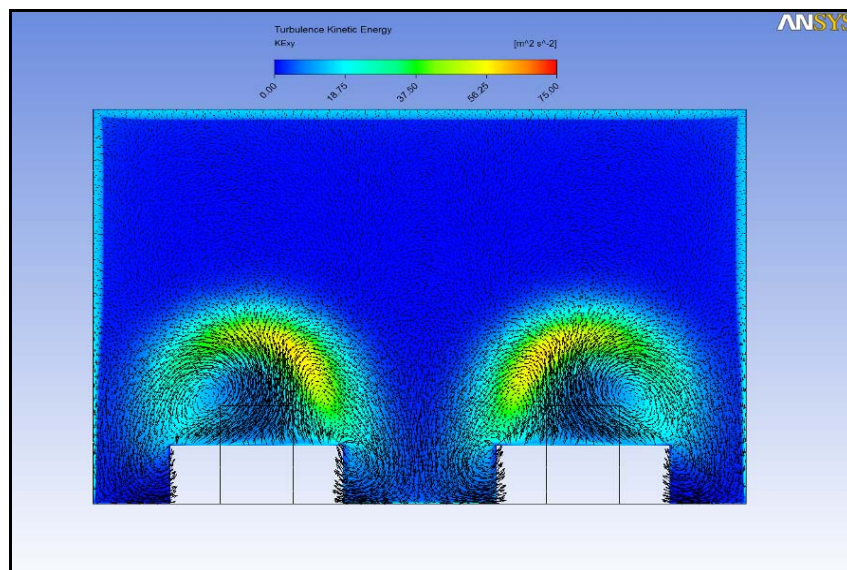 ANSYS
Turbulence Kinetic Energy
KExy [m^2 s^-2]
0.00 18.75 37.50 56.25 75.00